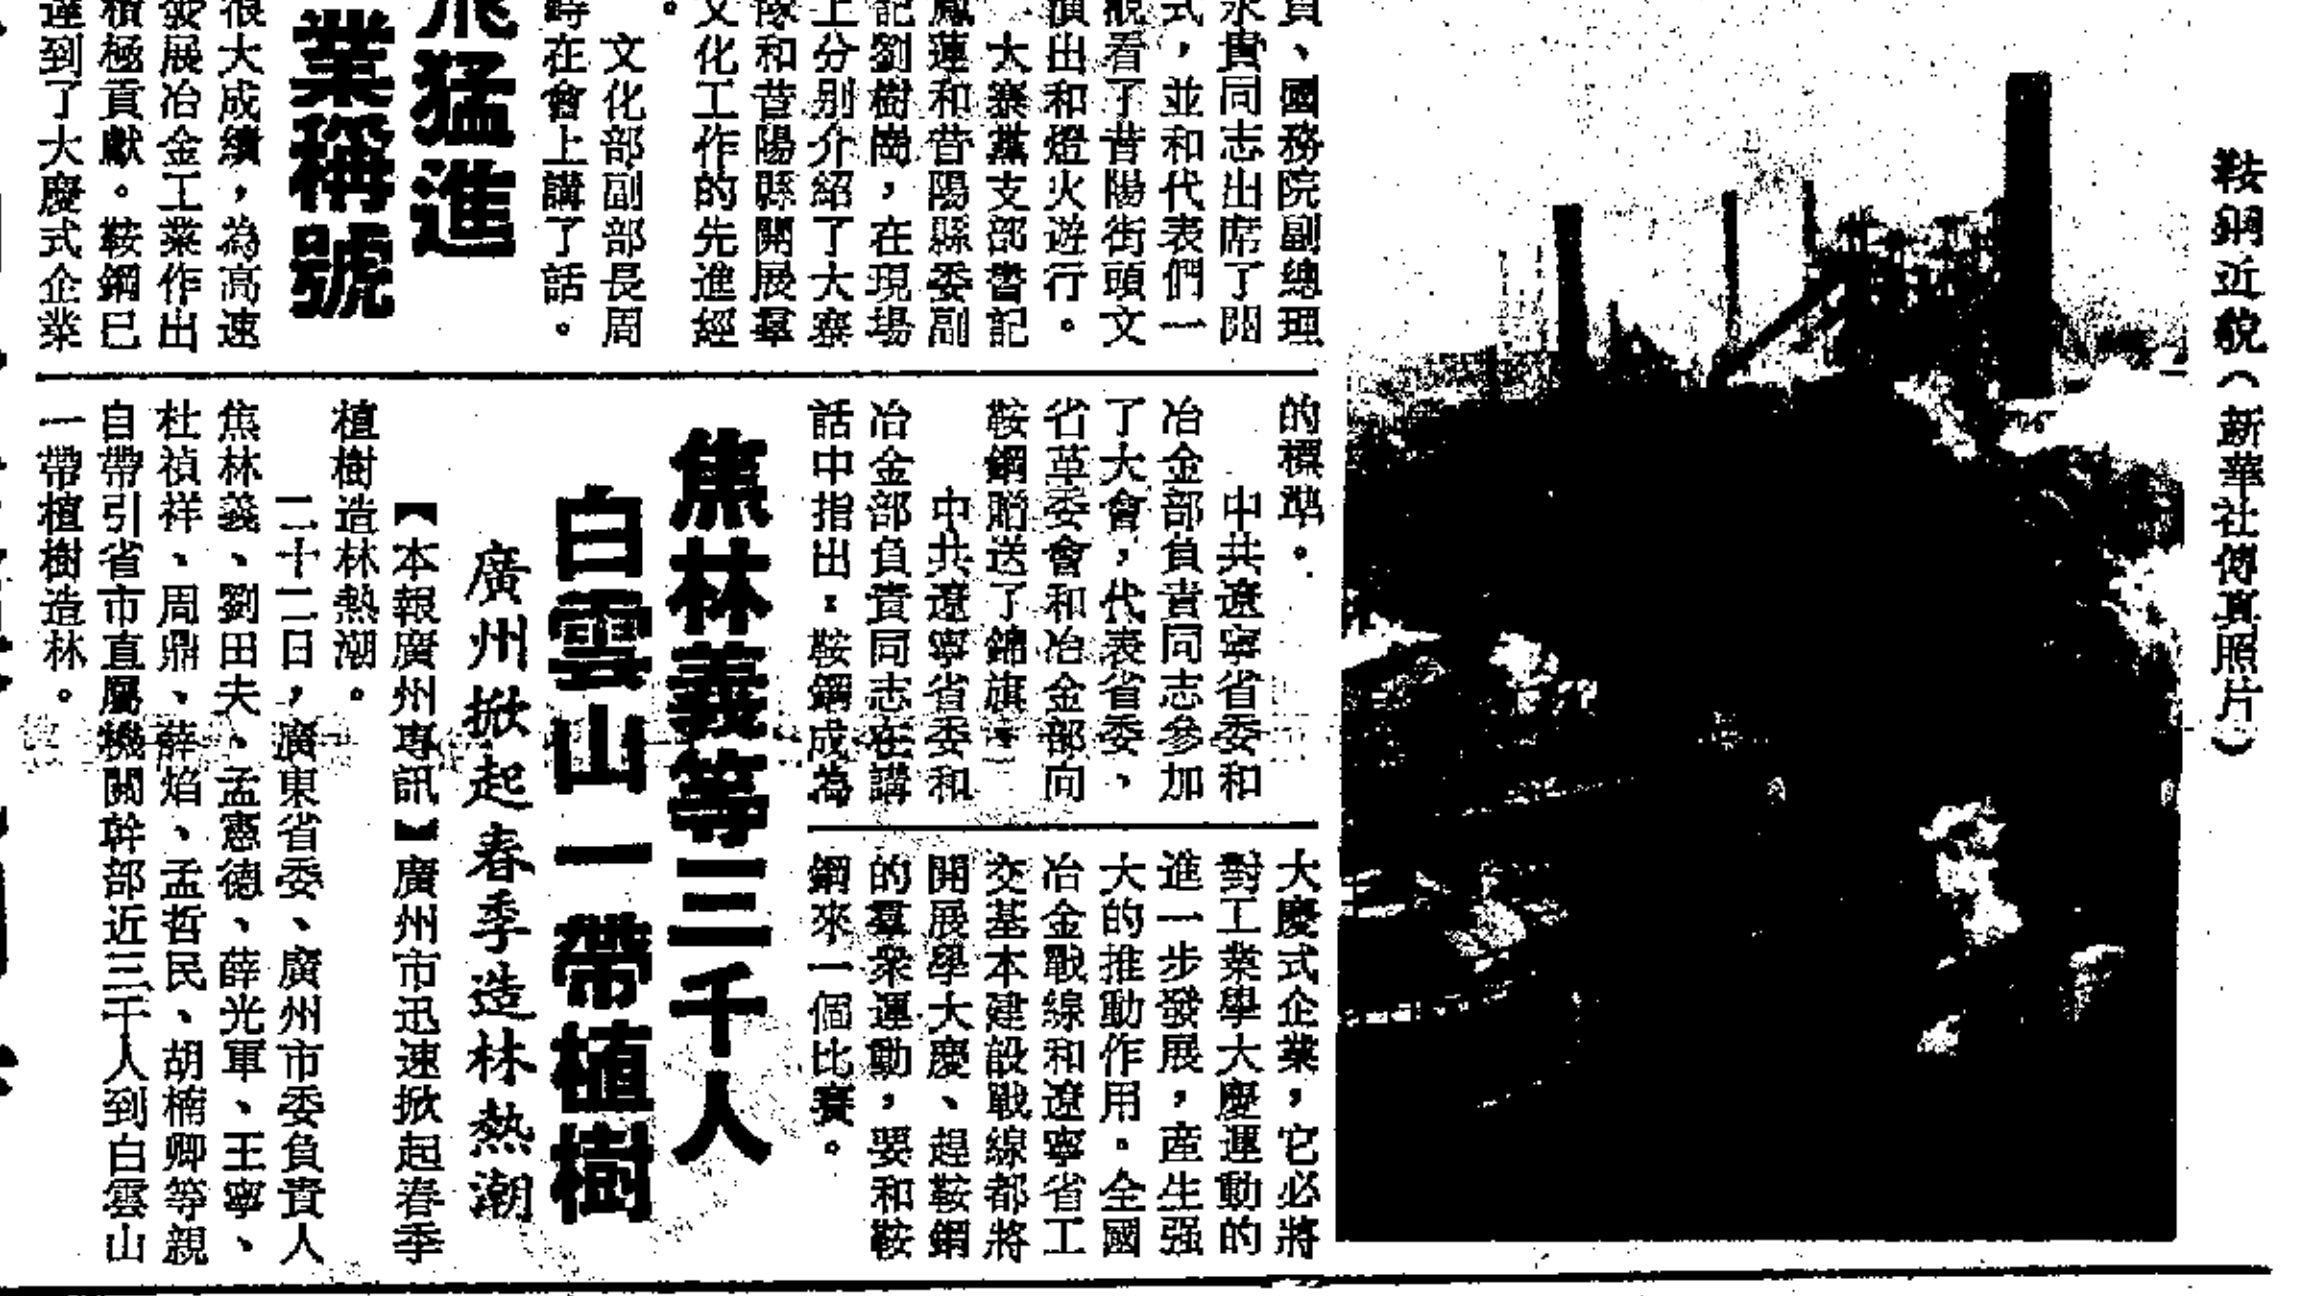 鞍鋼近貌（新華社傳真照片）
員、國務院副總理
永貴同志出席了
式，並和代表們一
觀看了昔陽街頭文
演出和燈火遊行。
大寨黨支部書記
鳳蓮和昔陽縣委副
記劉樹崗，在現場
上分別介紹了大寨
隊和昔陽縣開展羣
文化工作的先進經
。
文化部副部長周
時在會上講了話。
飛猛進
業稱號
很大成績，為高速
發展冶金工業作出
積極貢獻。鞍鋼已
達到了大慶式企業
的標準。
中共遼寧省委和
冶金部負責同志參加
了大會，代表省委、
省革委會和冶金部向
鞍鋼贈送了錦旗。
中共遼寧省委和
冶金部負責同志在講
話中指出：鞍鋼成為
大慶式企業，它必將
對工業學大慶運動的
進一步發展，產生强
大的推動作用。全國
冶金戰線和遼寧省工
交基本建設戰線都將
開展學大慶、趕鞍鋼
的羣衆運動，要和鞍
鋼來一個比賽。
焦林義等三千人
白雲山一帶植樹
廣州掀起春季造林熱潮
【本報廣州專訊】廣州市迅速掀起春季
植樹造林熱潮。
二十二日，廣東省委、廣州市委負責人
焦林義、劉田夫、孟憲德、薛光軍、王寧、
杜禎祥、周鼎、薛焰、孟哲民、胡楠卿等親
自帶引省市直屬機關幹部近三千人到白雲山
一帶植樹造林。